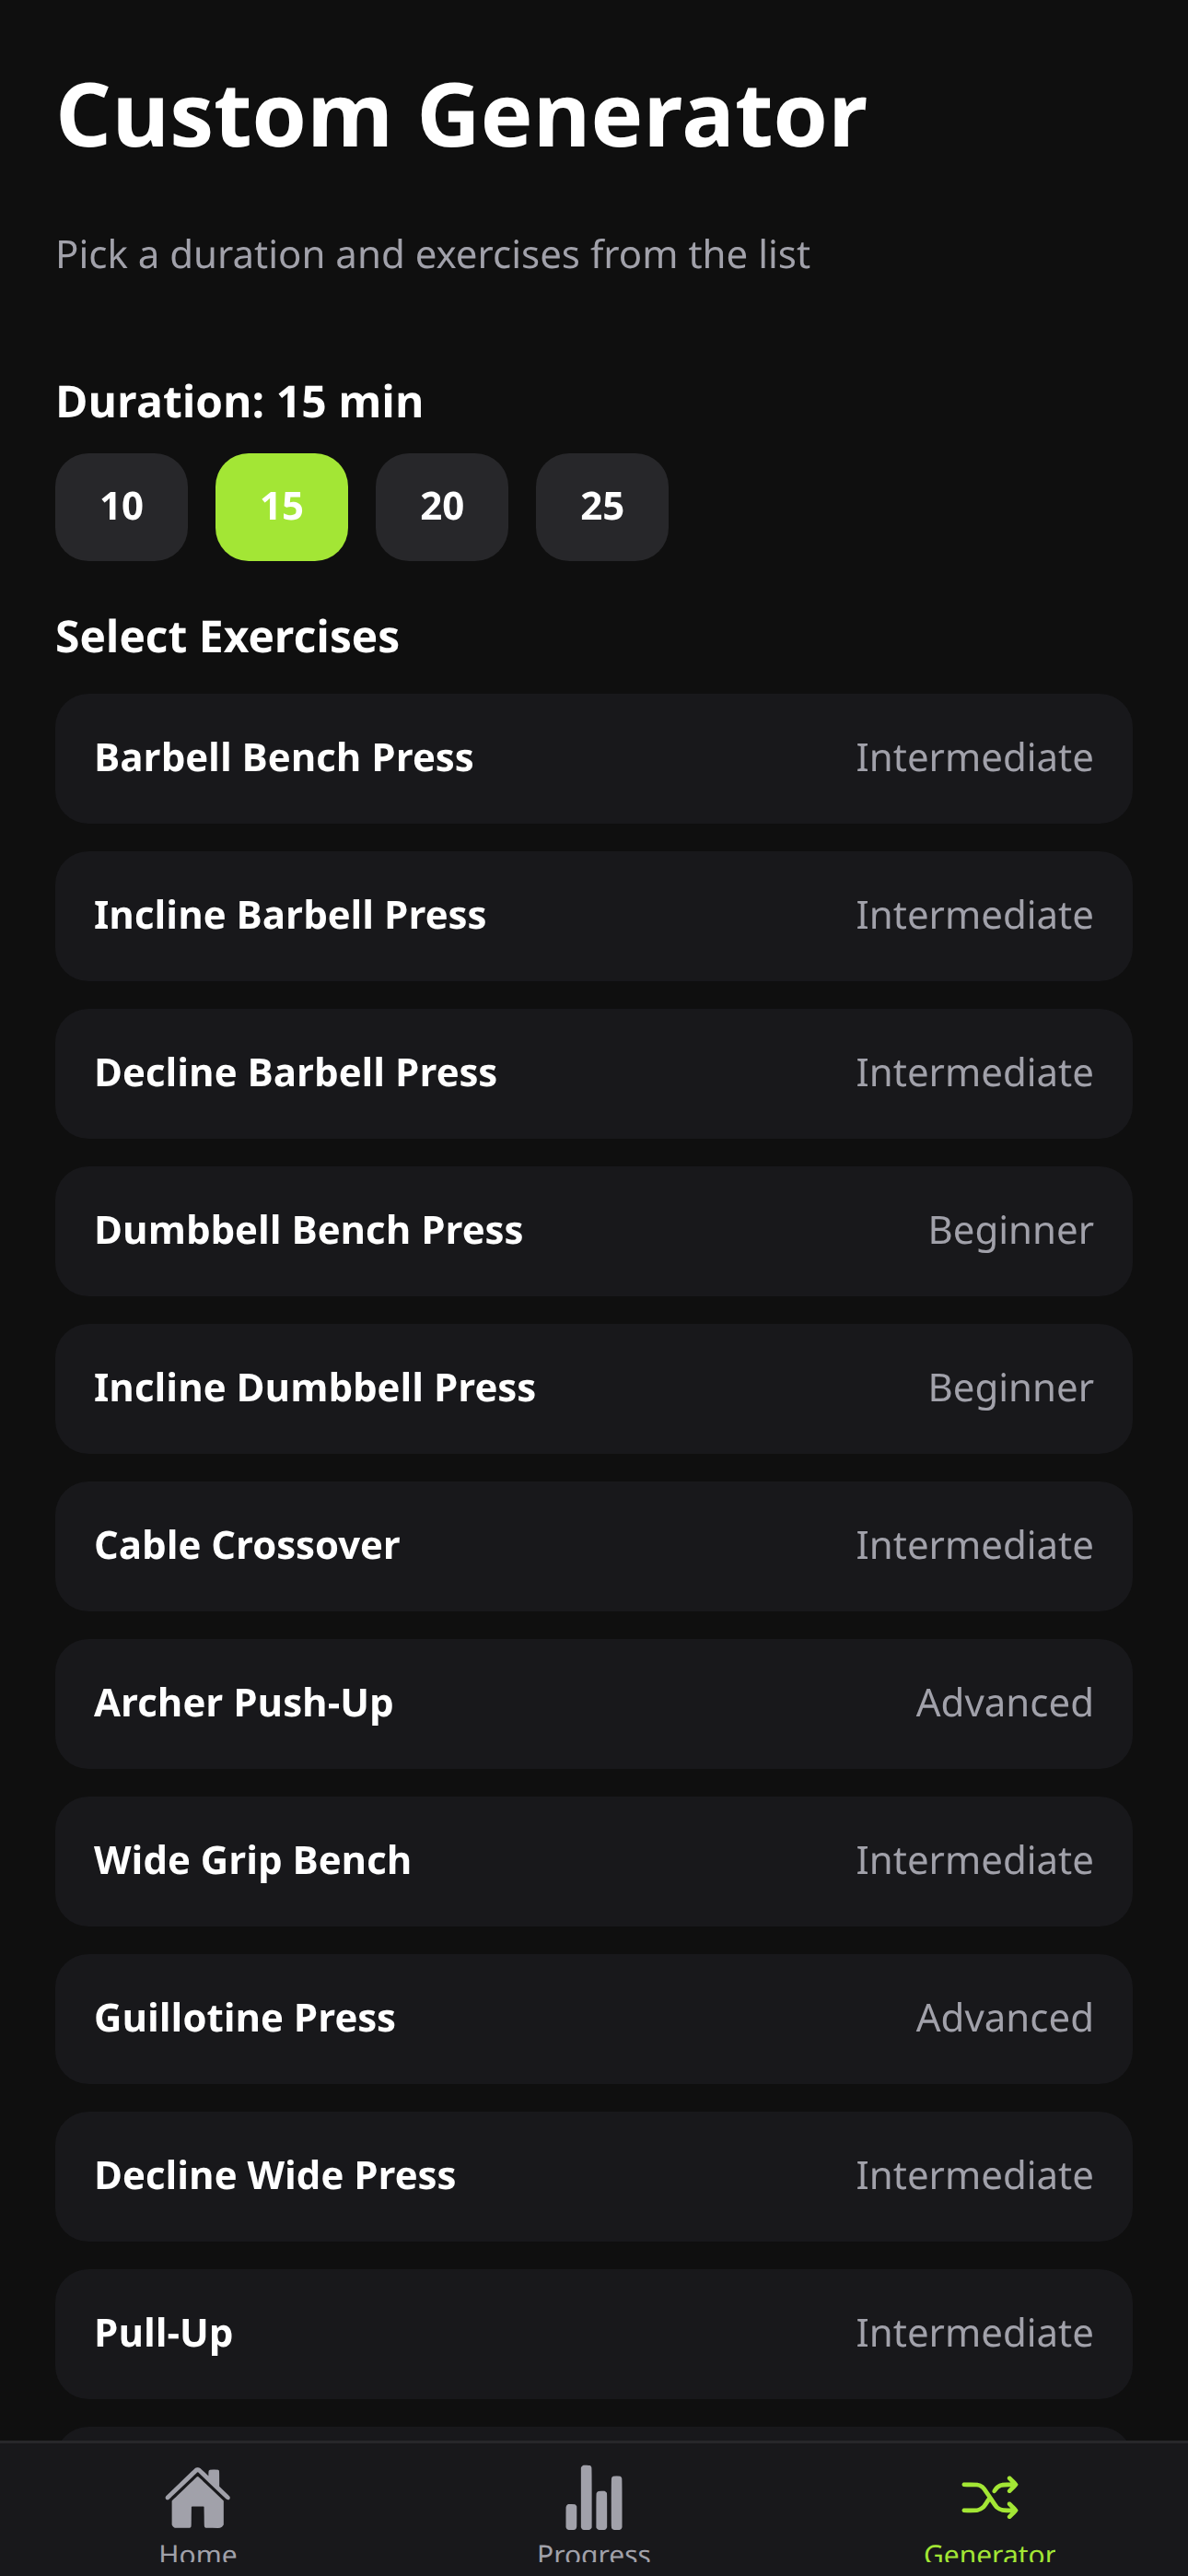 Custom Generator
Pick a duration and exercises from the list
Duration: 15 min
10 15 20 25
Select Exercises
Barbell Bench Press Intermediate
Incline Barbell Press Intermediate
Decline Barbell Press Intermediate
Dumbbell Bench Press Beginner
Incline Dumbbell Press Beginner
Cable Crossover Intermediate
Archer Push-Up Advanced
Wide Grip Bench Intermediate
Guillotine Press Advanced
Decline Wide Press Intermediate
Pull-Up Intermediate
Home Progress Generator